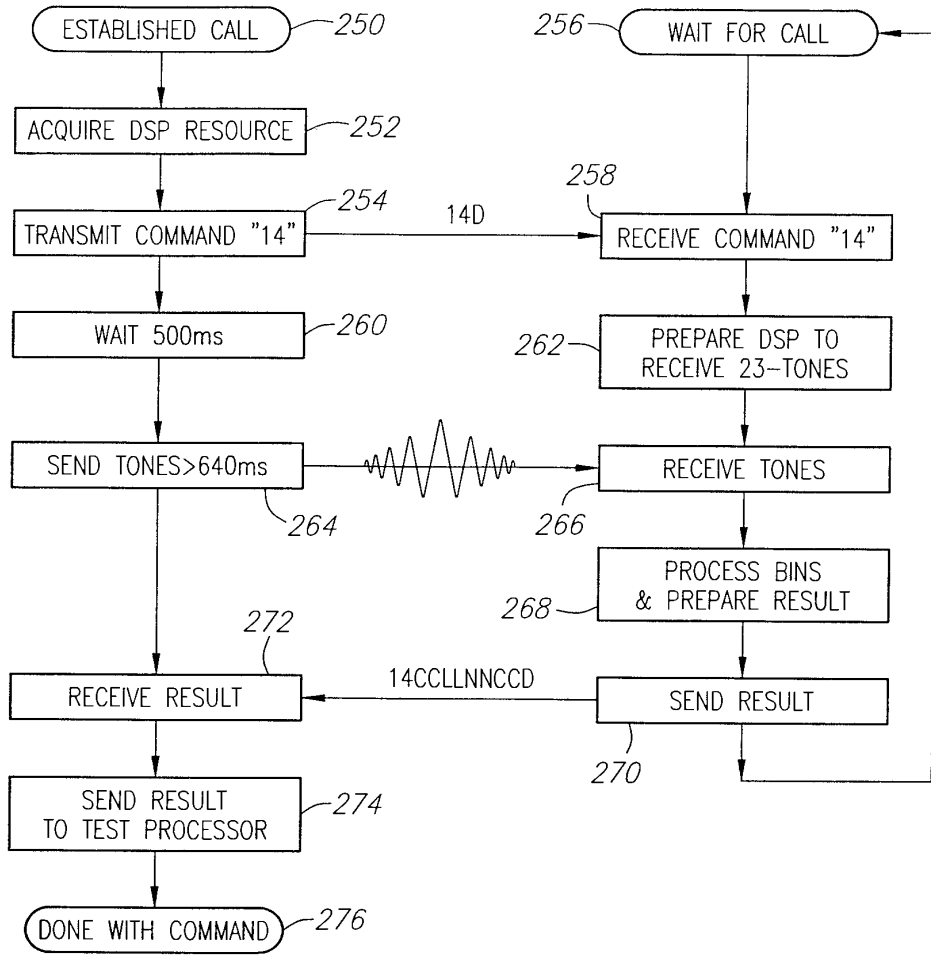 ESTABLISHED CALL
250
256
WAIT FOR CALL
ACQUIRE DSP RESOURCE
252
254
258
TRANSMIT COMMAND "14"
14D
RECEIVE COMMAND "14"
WAIT 500ms
260
262
PREPARE DSP TO
RECEIVE 23-TONES
SEND TONES>640ms
264
RECEIVE TONES
266
PROCESS BINS
& PREPARE RESULT
268
272
RECEIVE RESULT
14CCLLNNCCD
SEND RESULT
270
SEND RESULT
TO TEST PROCESSOR
274
DONE WITH COMMAND
276